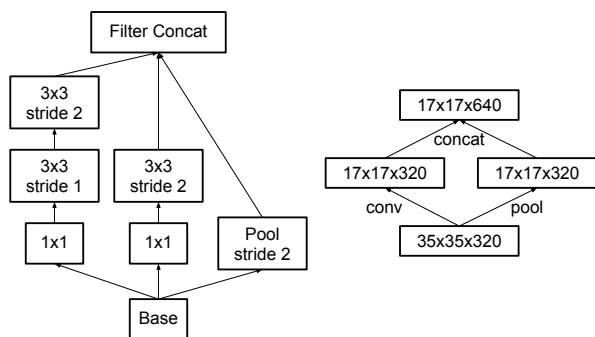 Filter Concat
3x3
stride 2
3x3
stride 1
3x3
stride 2
1x1
1x1
Pool
stride 2
Base
17x17x640
concat
17x17x320
17x17x320
conv
pool
35x35x320